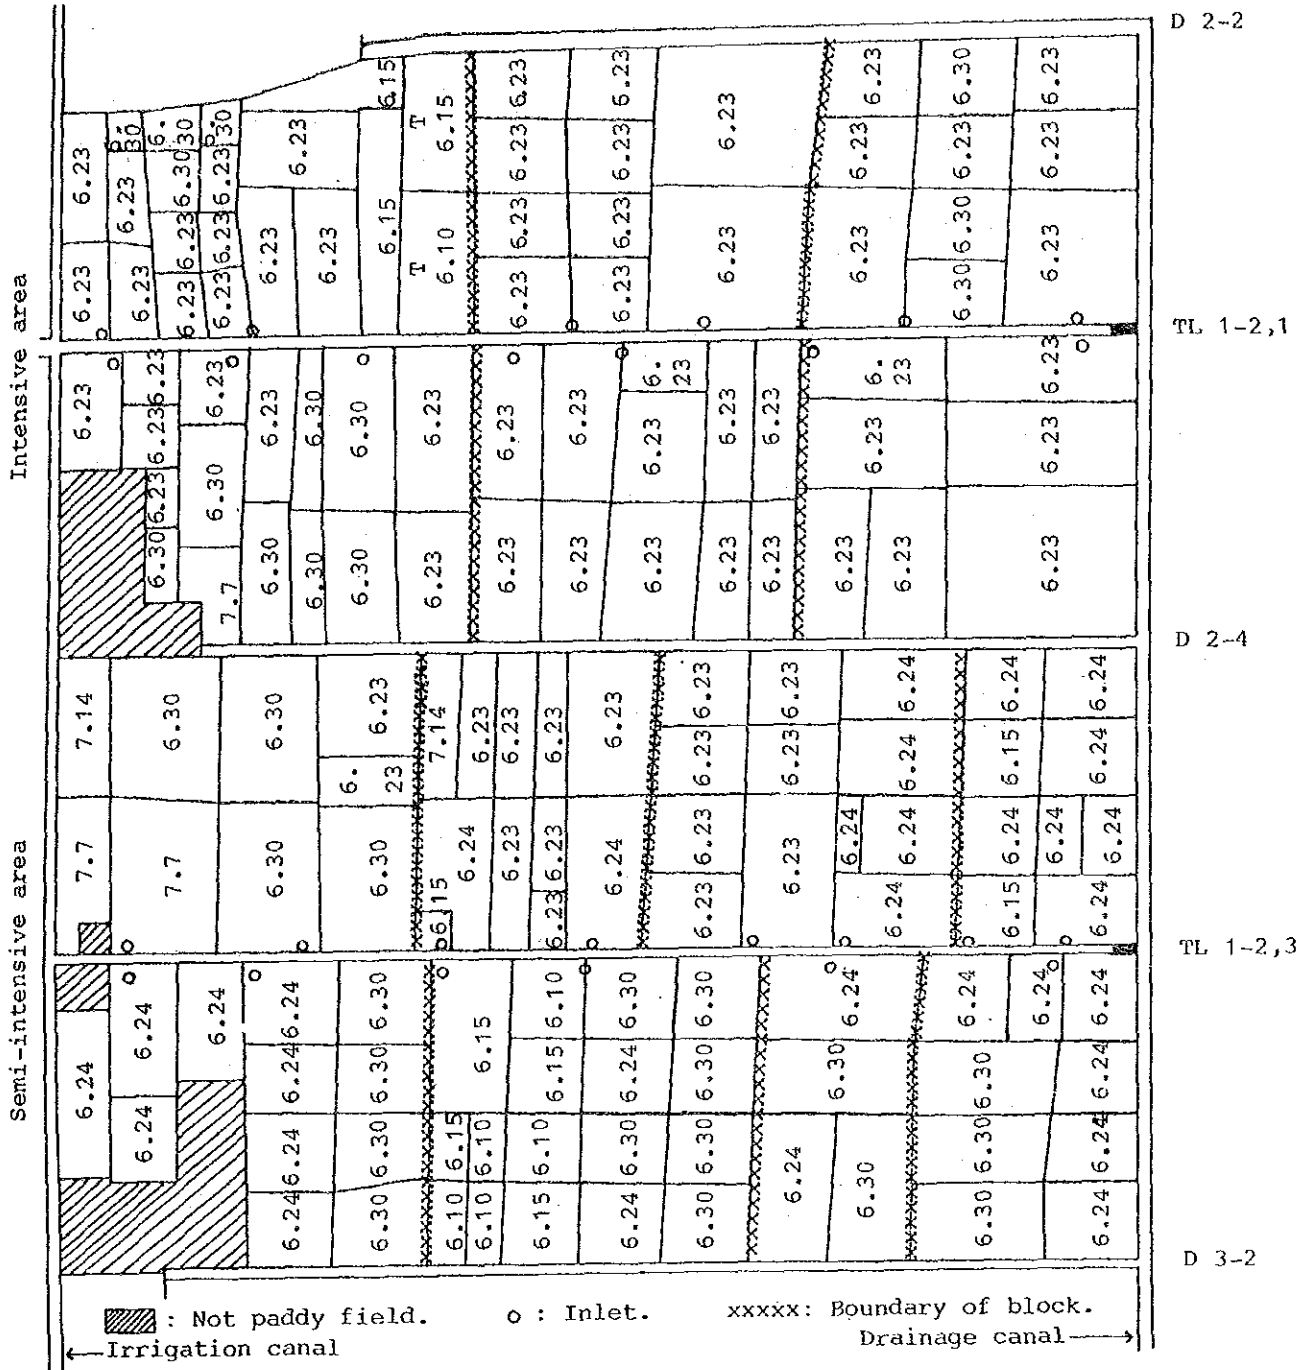 D 2-2
6.15 6.15 6.23 6.23 6.23 6.23 6.30 6.23
6.23 6.30 6.30 6.30 6.23 T 6.23 6.23 6.23 6.23 6.23
6.23 6.30 6.23
6.23 6.23 6.23 6.23 6.23 6.15 T 6.10 6.23 6.23 6.23 6.23 6.30 6.23
6.23 6.23 6.23 6.23 6.23 6.23 6.30
TL 1-2,1
Intensive area
6.23 6.23 6.23 6.23 6.30 6.30 6.23 6.23 6.23 6.23 6.23 6.23 6.23 6.23
6.23 6.30 6.23 6.23 6.23
6.23 6.30 6.30 6.30 6.23 6.23 6.23 6.23 6.23 6.23 6.23 6.23 6.23
6.30 7.7
D 2-4
7.14 6.30 6.30 6.23 7.14 6.23 6.23 6.23 6.23 6.23 6.23 6.24 6.24 6.24
6.23 6.23 6.23 6.24 6.15 6.24
7.7 7.7 6.30 6.30 6.24 6.23 6.23 6.24 6.23 6.23 6.24 6.24 6.24 6.24 6.24
6.15 6.23 6.23 6.24 6.15 6.24
TL 1-2,3
Semi-intensive area
6.24 6.24 6.24 6.30 6.15 6.10 6.30 6.30 6.24 6.24 6.24 6.24
6.24 6.24 6.30 6.15 6.24 6.30 6.30 6.30 6.24
6.24 6.24 6.30 6.15 6.10 6.10 6.30 6.30 6.24 6.30 6.30 6.24
6.24 6.30 6.10 6.10 6.15 6.24 6.30 6.30 6.24
D 3-2
: Not paddy field. o : Inlet. xxxxx: Boundary of block.
Irrigation canal Drainage canal